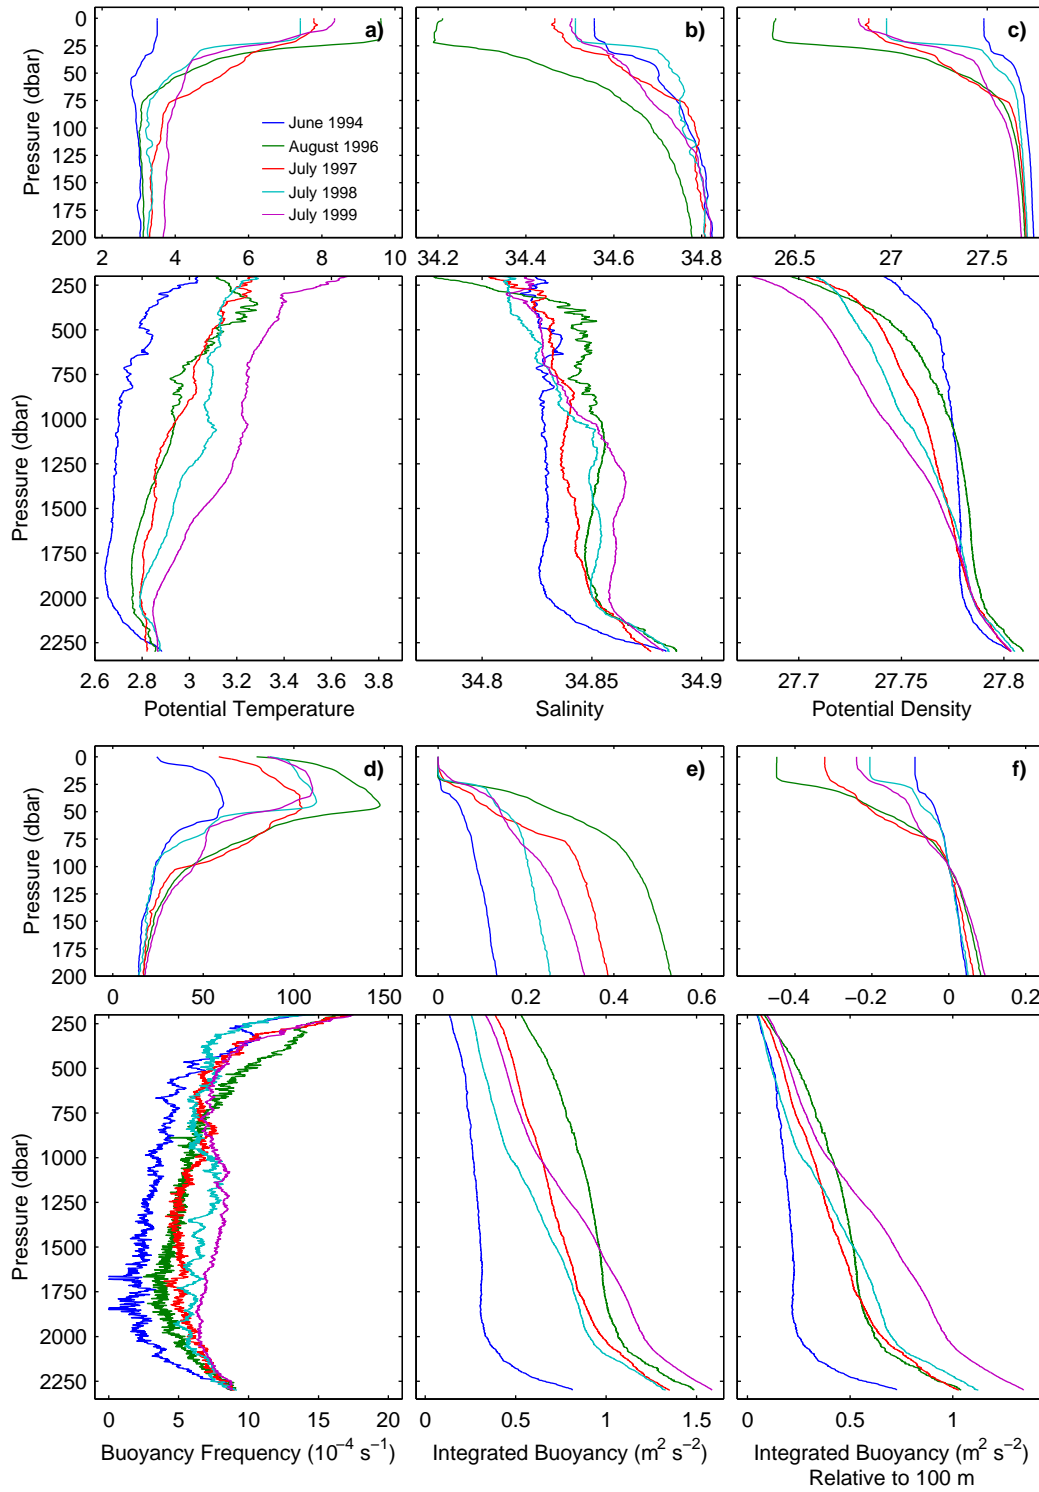 0
25
50
75
100
125
150
175
200
Pressure (dbar)
a)
June 1994
August 1996
July 1997
July 1998
July 1999
2 4 6 8 10
b)
34.2 34.4 34.6 34.8
c)
26.5 27 27.5
250
500
750
1000
1250
1500
1750
2000
2250
Pressure (dbar)
2.6 2.8 3 3.2 3.4 3.6 3.8
Potential Temperature
34.8 34.85 34.9
Salinity
27.7 27.75 27.8
Potential Density
0
25
50
75
100
125
150
175
200
Pressure (dbar)
d)
0 50 100 150
e)
0 0.2 0.4 0.6
f)
−0.4 −0.2 0 0.2
250
500
750
1000
1250
1500
1750
2000
2250
Pressure (dbar)
0 5 10 15 20
Buoyancy Frequency (10⁻⁴ s⁻¹)
0 0.5 1 1.5
Integrated Buoyancy (m² s⁻²)
0 0.5 1
Integrated Buoyancy (m² s⁻²)
Relative to 100 m